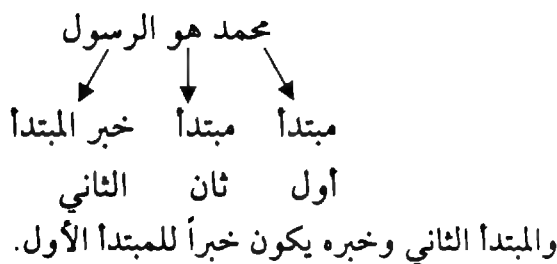 محمد هو الرسول
مبتدأ مبتدأ خبر المبتدأ
أول ثان الثاني
والمبتدأ الثاني وخبره يكون خبراً للمبتدأ الأول.